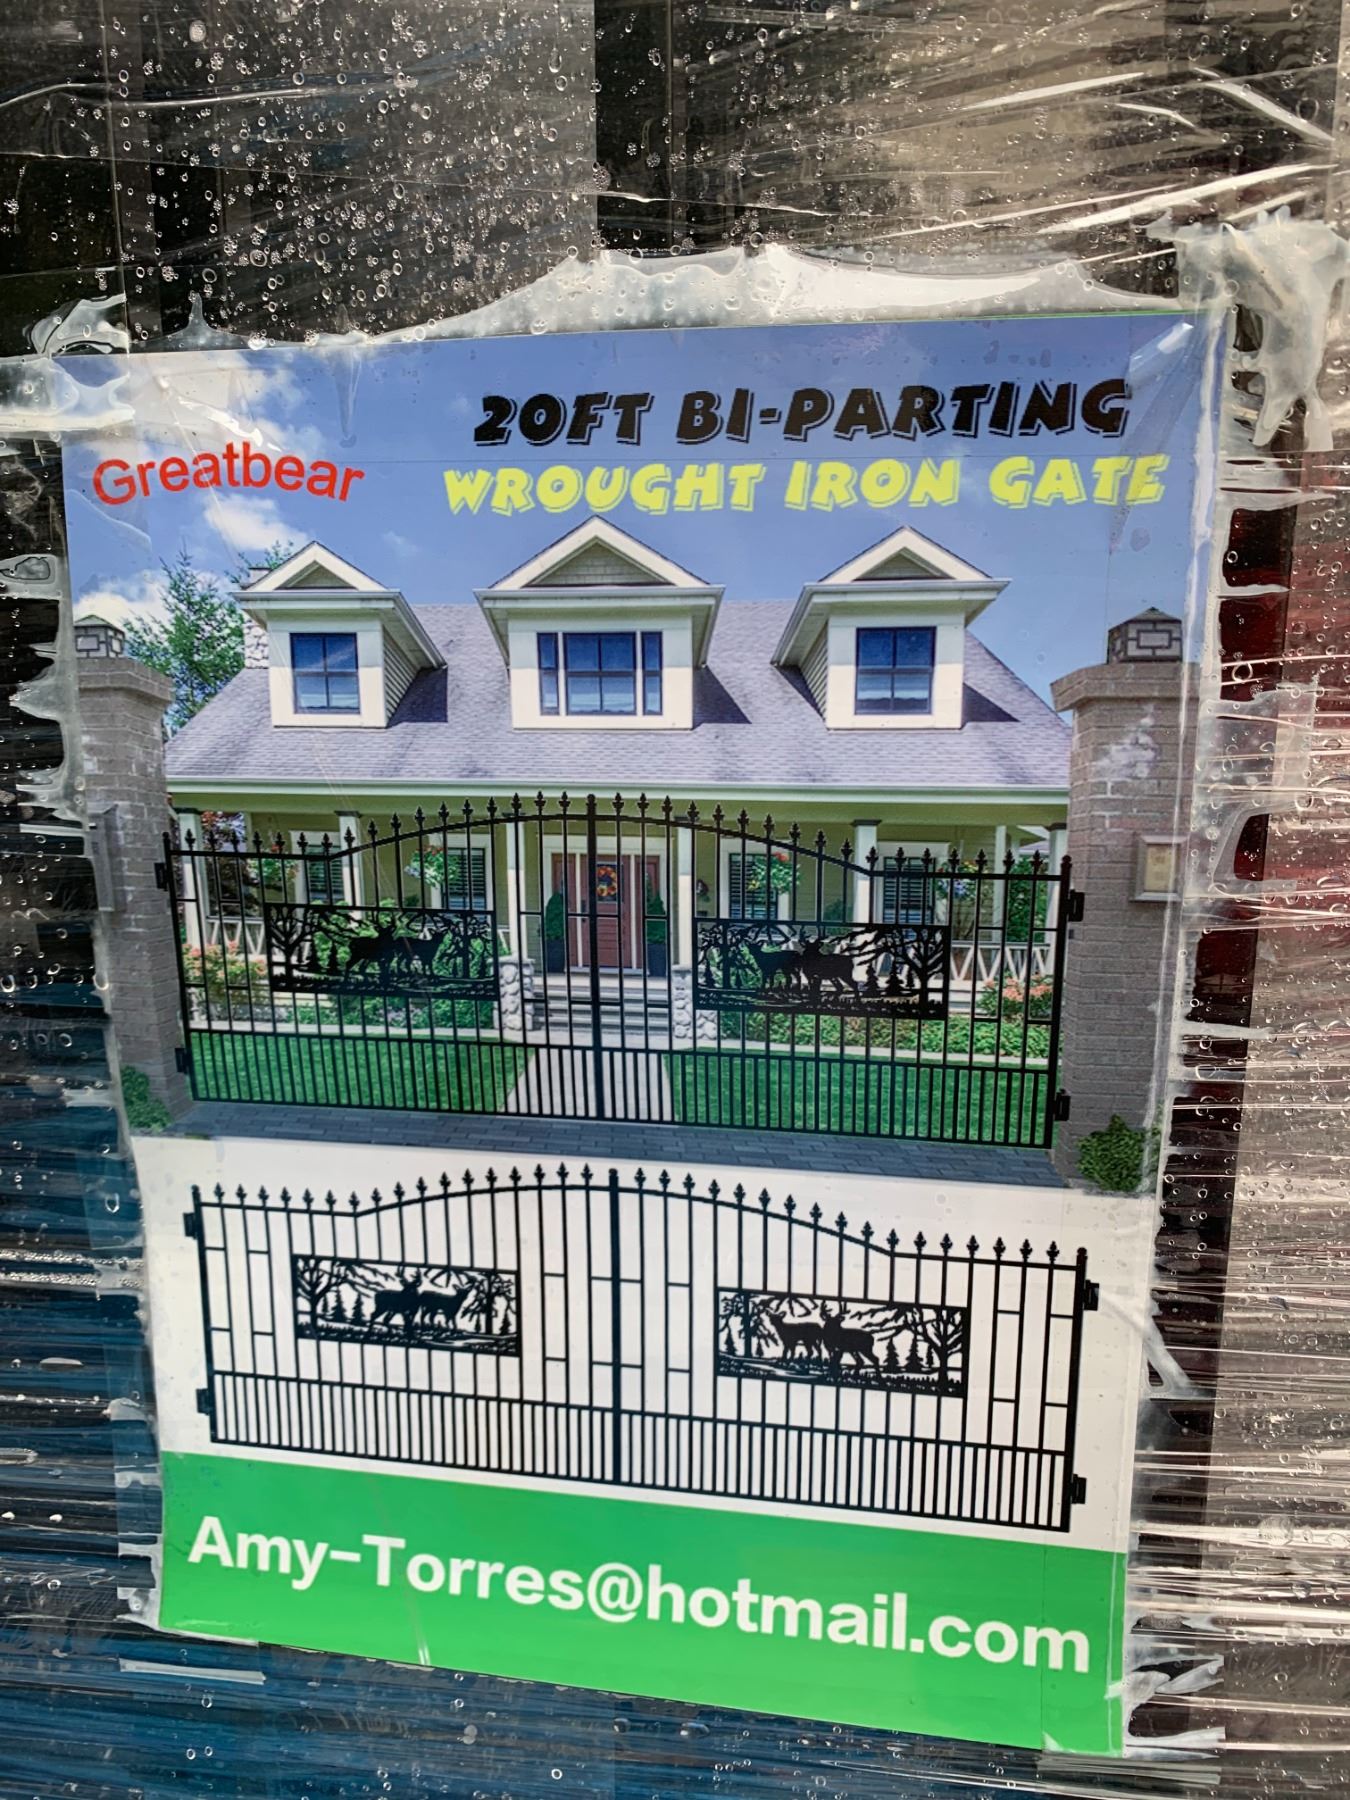 Greatbear
20FT BI-PARTING
WROUGHT IRON GATE
Amy-Torres@hotmail.com